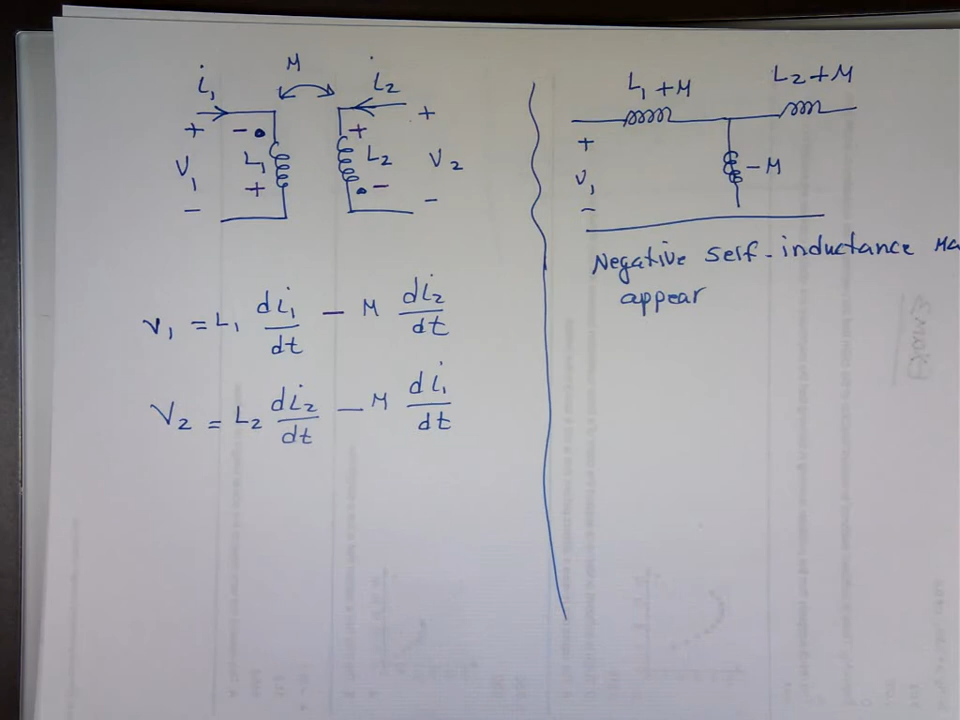 i₁ M i₂
+ - + +
V₁ L₁ L₂ V₂
- + - -
v₁ = L₁ di₁/dt - M di₂/dt
V₂ = L₂ di₂/dt - M di₁/dt
L₁+M L₂+M
+
V₁ -M
-
Negative self-inductance Ma
appear